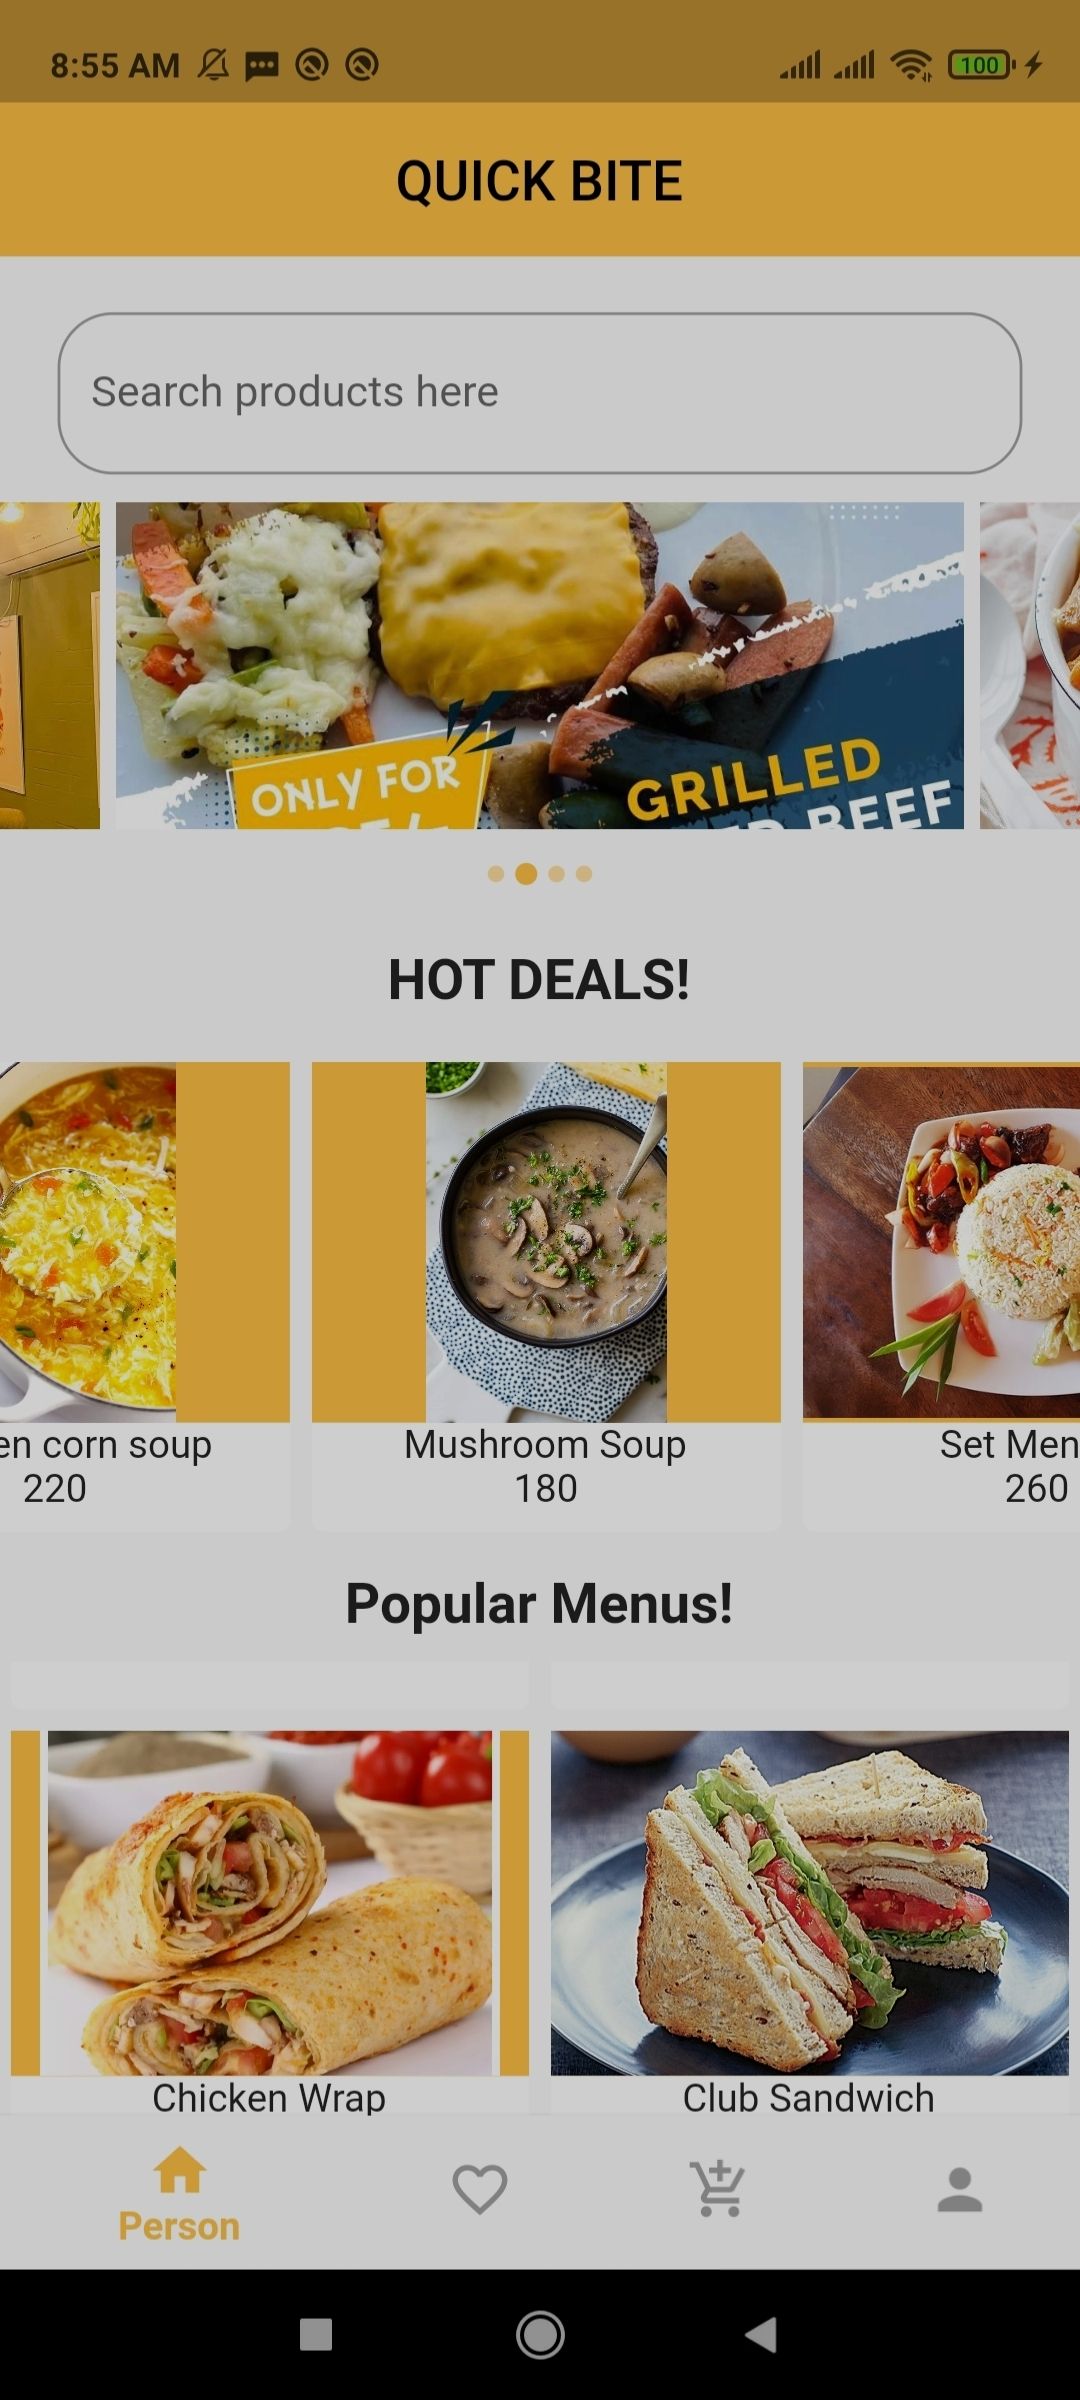 8:55 AM
100
QUICK BITE
Search products here
ONLY FOR
GRILLED
BEEF
HOT DEALS!
en corn soup
220
Mushroom Soup
180
Set Men
260
Popular Menus!
Chicken Wrap
Club Sandwich
Person